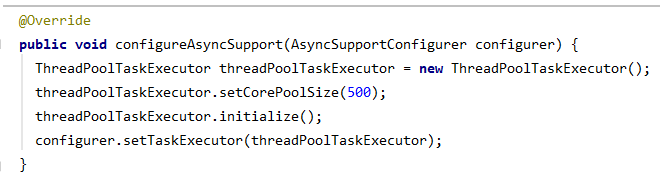 @Override
public void configureAsyncSupport(AsyncSupportConfigurer configurer) {
ThreadPoolTaskExecutor threadPoolTaskExecutor = new ThreadPoolTaskExecutor();
threadPoolTaskExecutor.setCorePoolSize(500);
threadPoolTaskExecutor.initialize();
configurer.setTaskExecutor(threadPoolTaskExecutor);
}